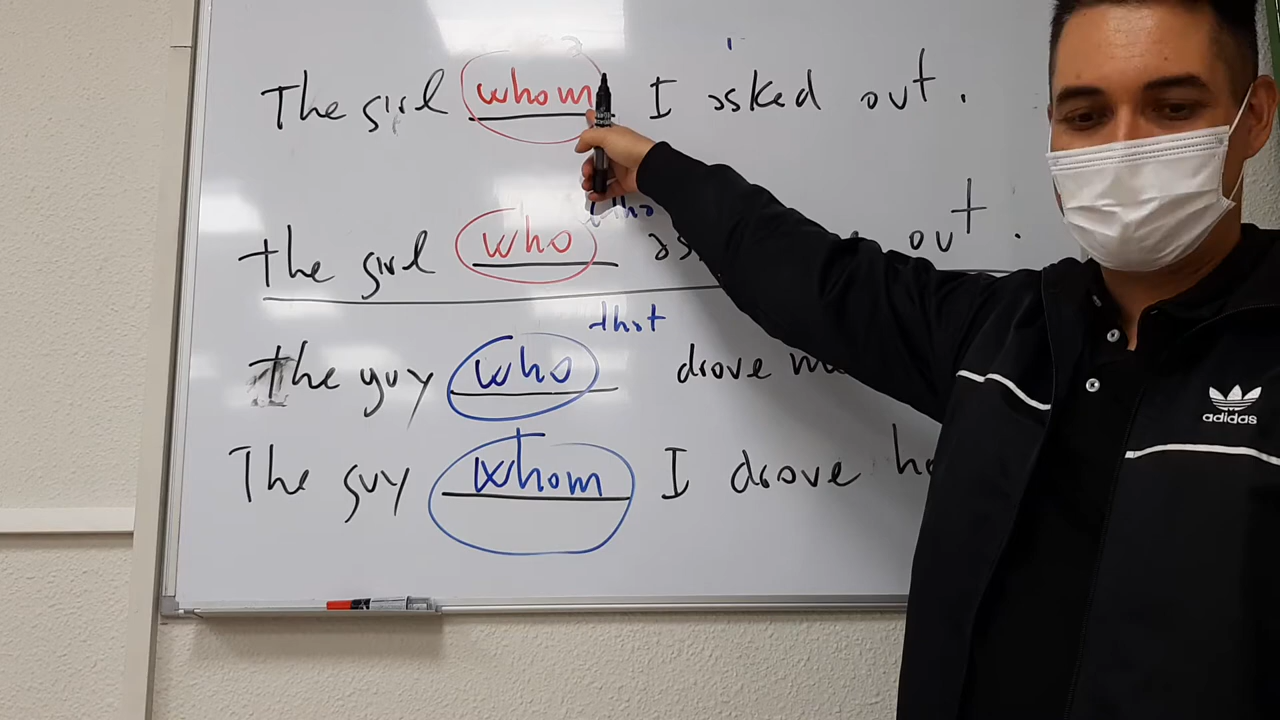 The girl whom I asked out.
the girl who out.
that
the guy who drove
The guy whom I drove
adidas